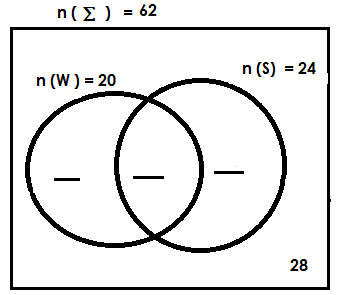 n ( Σ ) = 62
n (S) = 24
n (W ) = 20
28